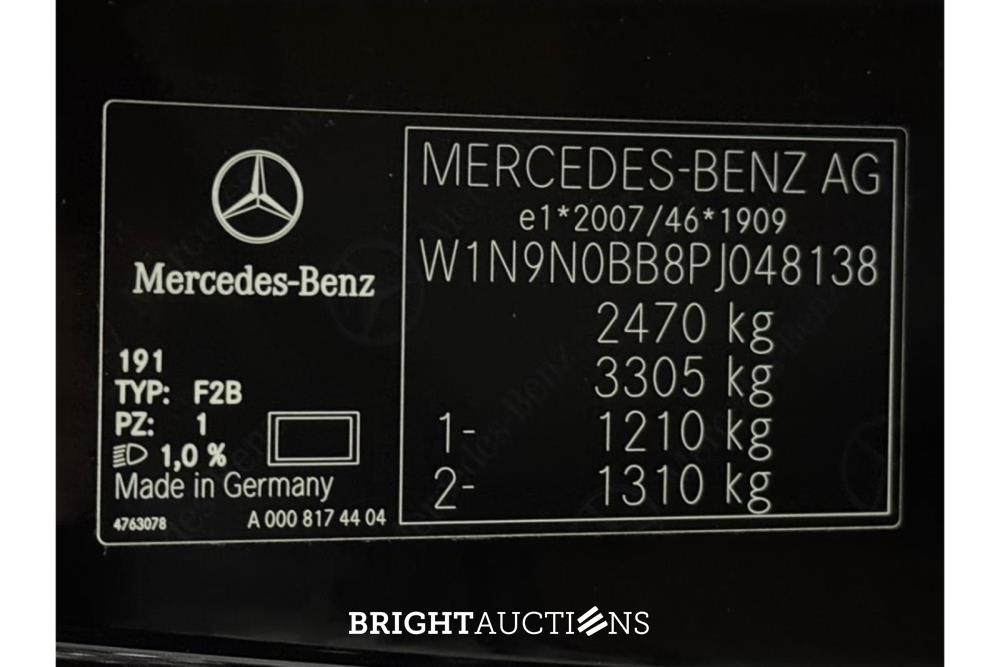 Mercedes-Benz
191
TYP: F2B
PZ: 1
1,0 %
Made in Germany
4763078 A 000 817 44 04
MERCEDES-BENZ AG
e1*2007/46*1909
W1N9N0BB8PJ048138
2470 kg
3305 kg
1- 1210 kg
2- 1310 kg
BRIGHTAUCTIONS